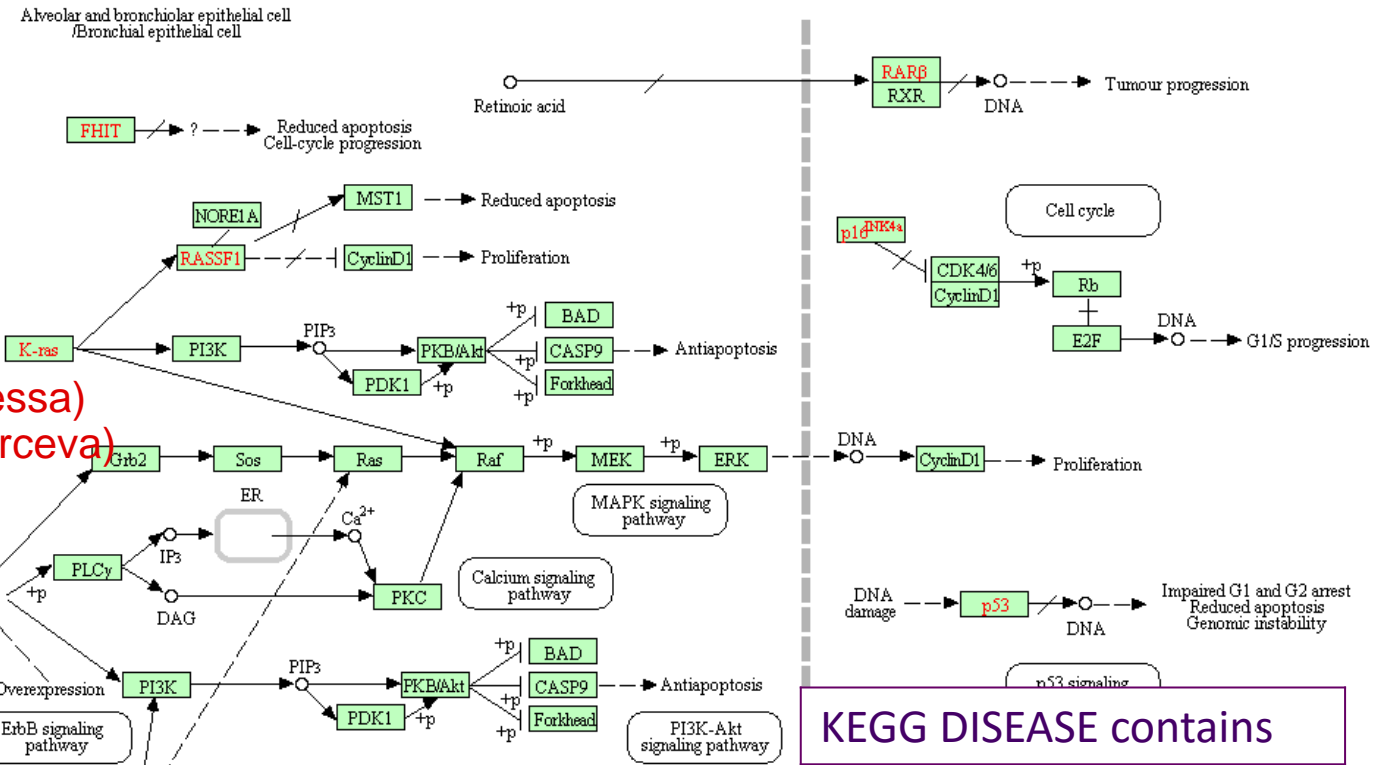 Alveolar and bronchiolar epithelial cell
/Bronchial epithelial cell
Retinoic acid
RARβ
RXR
DNA
Tumour progression
FHIT
?
Reduced apoptosis
Cell-cycle progression
NORE1A
MST1
Reduced apoptosis
RASSF1
CyclinD1
Proliferation
p16INK4a
Cell cycle
CDK4/6
CyclinD1
+p
Rb
E2F
DNA
G1/S progression
K-ras
PI3K
PIP3
PDK1
+p
PKB/Akt
+p
BAD
+p
CASP9
+p
Forkhead
Antiapoptosis
essa)
rceva)
Grb2
Sos
Ras
Raf
+p
MEK
+p
ERK
DNA
CyclinD1
Proliferation
MAPK signaling
pathway
ER
Ca2+
IP3
PLCγ
+p
DAG
PKC
Calcium signaling
pathway
DNA
damage
p53
DNA
Impaired G1 and G2 arrest
Reduced apoptosis
Genomic instability
p53 signaling
Overexpression
PI3K
PIP3
PDK1
+p
PKB/Akt
+p
BAD
+p
CASP9
+p
Forkhead
Antiapoptosis
ErbB signaling
pathway
PI3K-Akt
signaling pathway
KEGG DISEASE contains